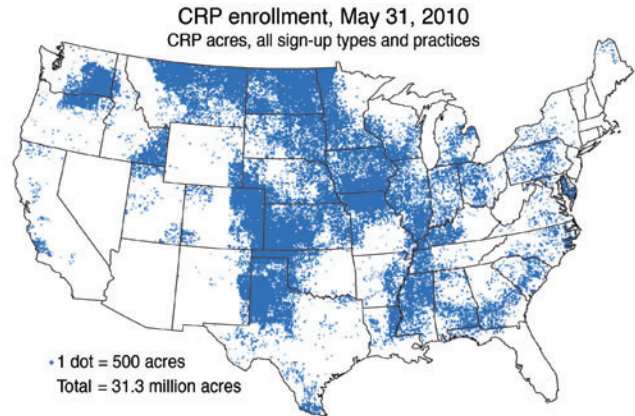 CRP enrollment, May 31, 2010
CRP acres, all sign-up types and practices
1 dot = 500 acres
Total = 31.3 million acres